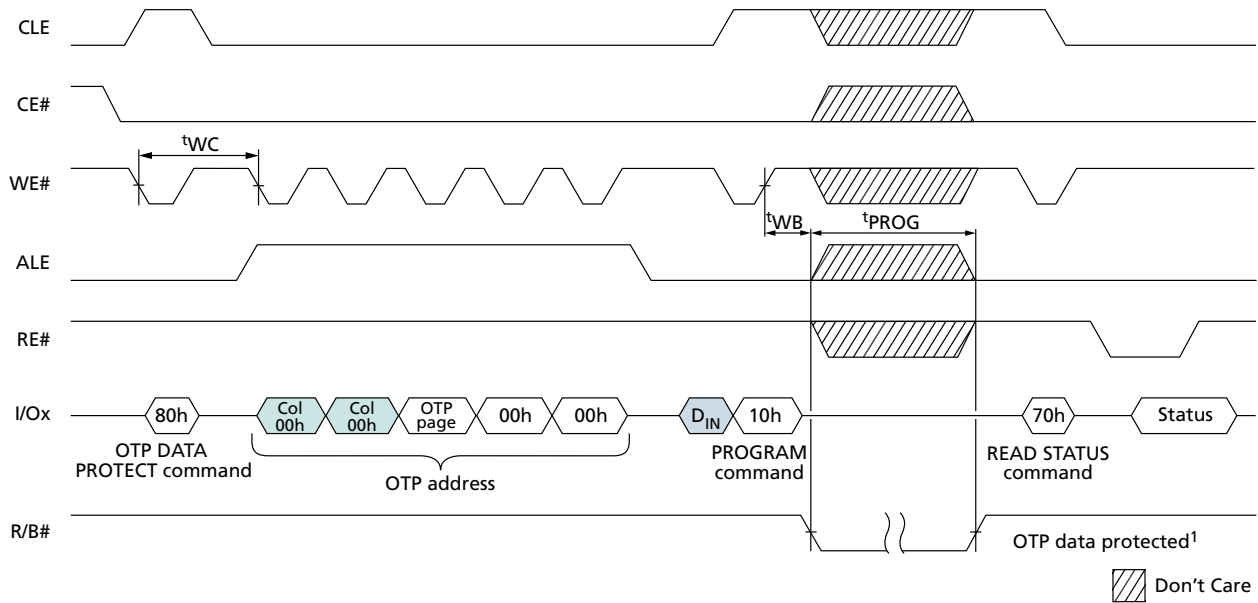 CLE
CE#
tWC
WE#
tWB
tPROG
ALE
RE#
I/Ox
80h
Col
00h
Col
00h
OTP
page
00h
00h
DIN
10h
70h
Status
OTP DATA
PROTECT command
OTP address
PROGRAM
command
READ STATUS
command
R/B#
OTP data protected1
Don't Care